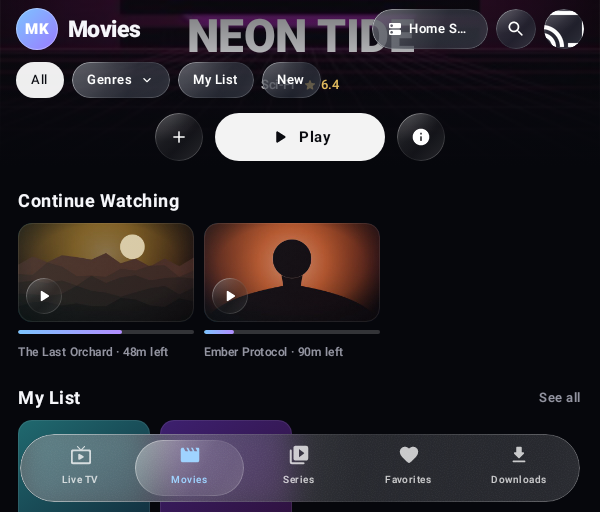 MK Movies
NEON TIDE
Home S...
All
Genres
My List
New
Sci-Fi ★ 6.4
Play
Continue Watching
The Last Orchard · 48m left
Ember Protocol · 90m left
My List
See all
Live TV
Movies
Series
Favorites
Downloads